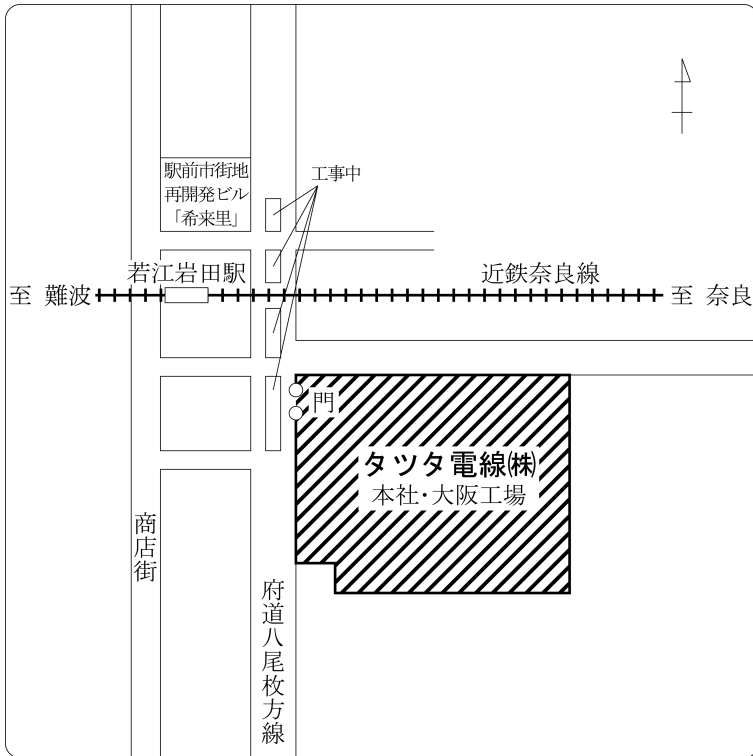 駅前市街地
再開発ビル
「希来里」
工事中
若江岩田駅
近鉄奈良線
至 難波
至 奈良
門
タツタ電線㈱
本社・大阪工場
商店街
府道八尾枚方線